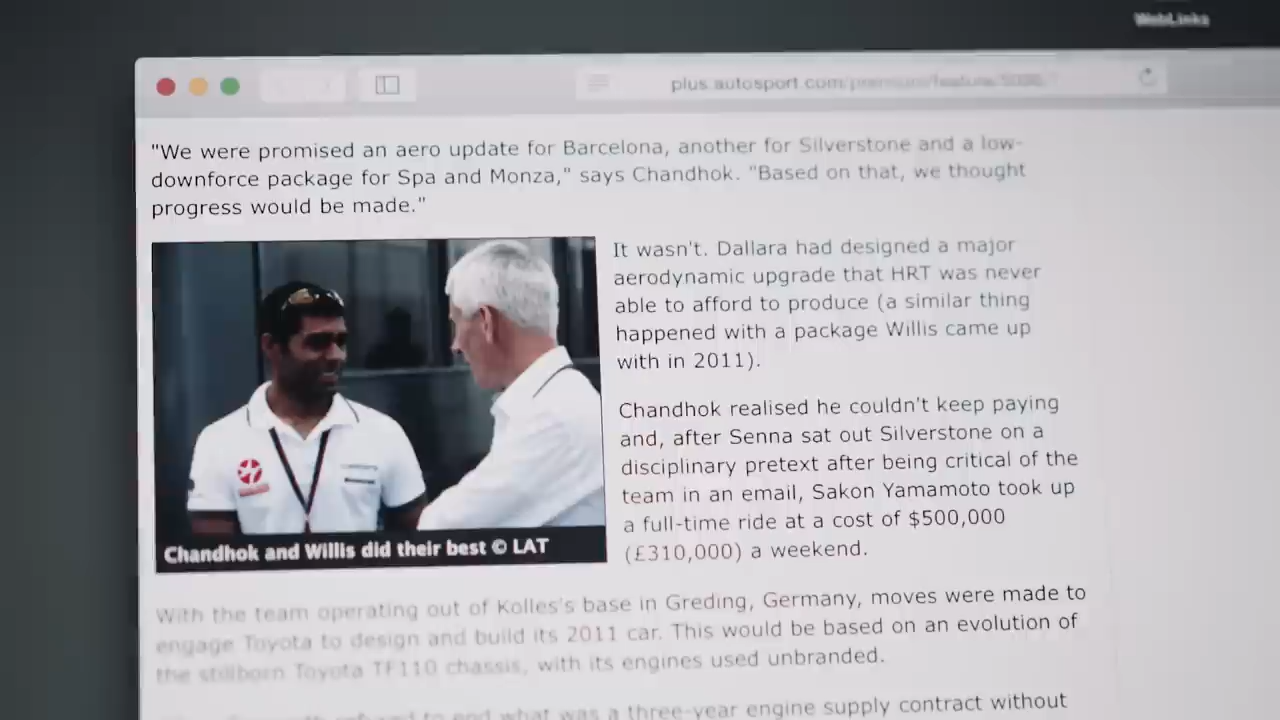 WebLinks
plus.autosport.com/premium/feature/
"We were promised an aero update for Barcelona, another for Silverstone and a low-
downforce package for Spa and Monza," says Chandhok. "Based on that, we thought
progress would be made."
It wasn't. Dallara had designed a major
aerodynamic upgrade that HRT was never
able to afford to produce (a similar thing
happened with a package Willis came up
with in 2011).
Chandhok realised he couldn't keep paying
and, after Senna sat out Silverstone on a
disciplinary pretext after being critical of the
team in an email, Sakon Yamamoto took up
a full-time ride at a cost of $500,000
(£310,000) a weekend.
Chandhok and Willis did their best © LAT
With the team operating out of Kolles's base in Greding, Germany, moves were made to
engage Toyota to design and build its 2011 car. This would be based on an evolution of
the stillborn Toyota TF110 chassis, with its engines used unbranded.
refused to end what was a three-year engine supply contract without